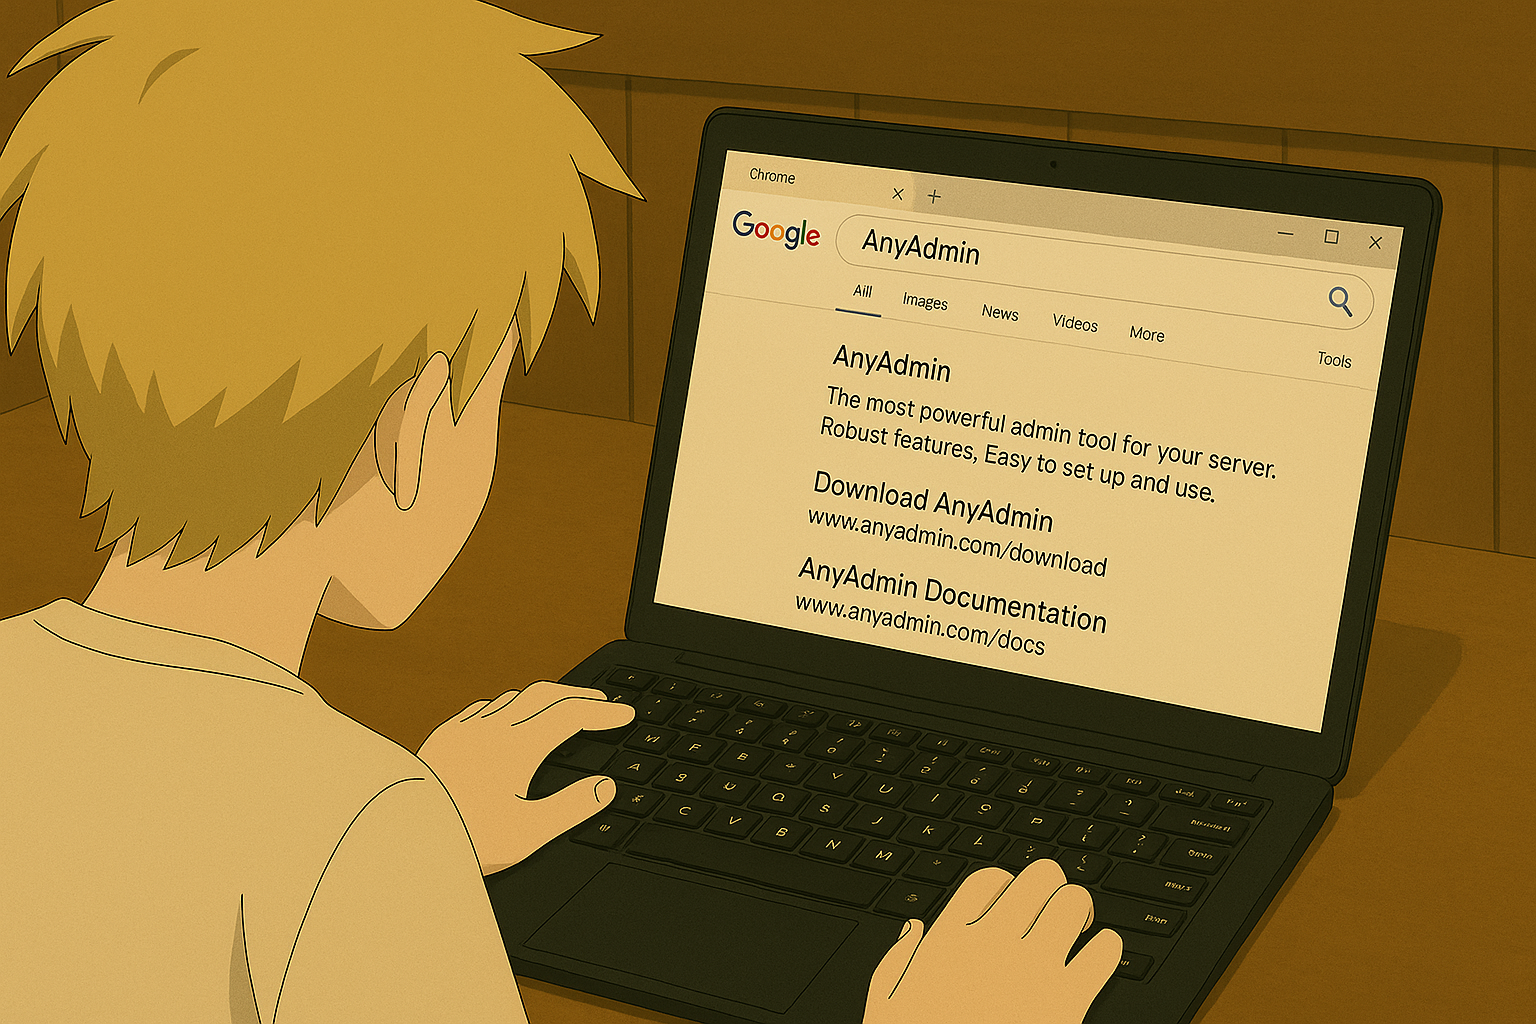 Chrome
Google
AnyAdmin
Aill Images News Videos More
Tools
AnyAdmin
The most powerful admin tool for your server.
Robust features, Easy to set up and use.
Download AnyAdmin
www.anyadmin.com/download
AnyAdmin Documentation
www.anyadmin.com/docs